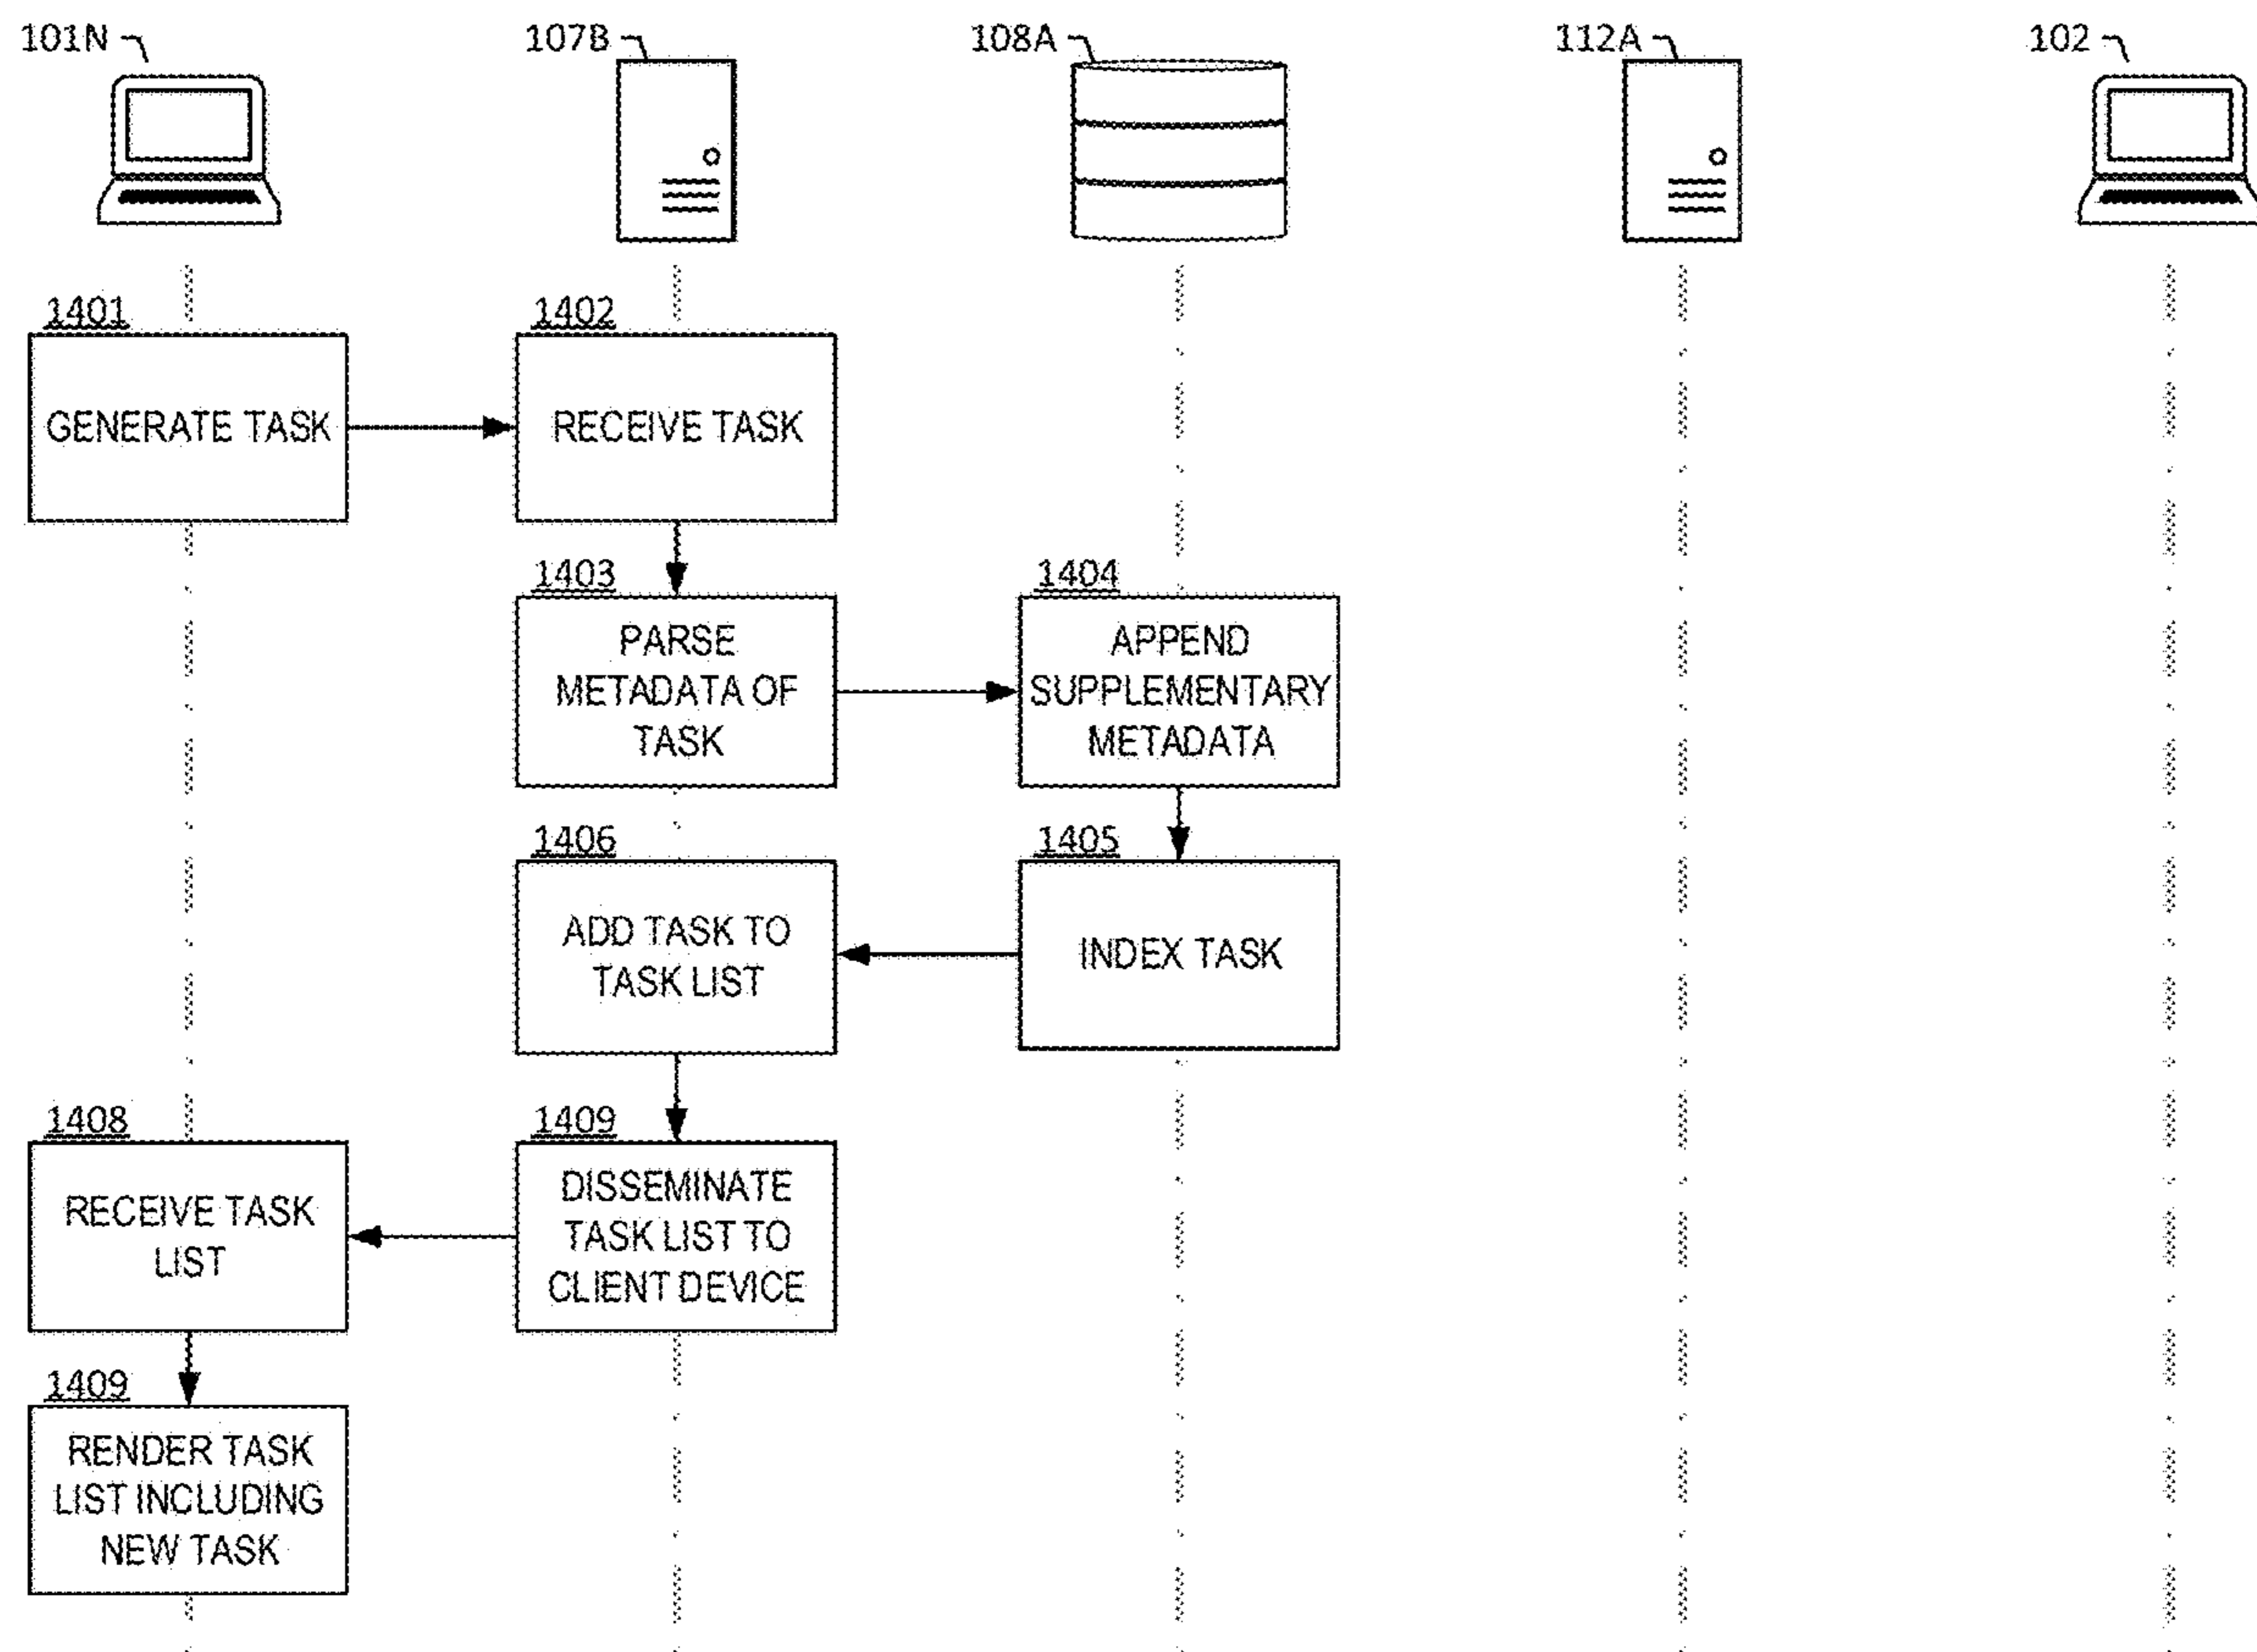 101N
107B
108A
112A
102
1401
GENERATE TASK
1402
RECEIVE TASK
1403
PARSE
METADATA OF
TASK
1404
APPEND
SUPPLEMENTARY
METADATA
1406
ADD TASK TO
TASK LIST
1405
INDEX TASK
1408
RECEIVE TASK
LIST
1409
DISSEMINATE
TASK LIST TO
CLIENT DEVICE
1409
RENDER TASK
LIST INCLUDING
NEW TASK